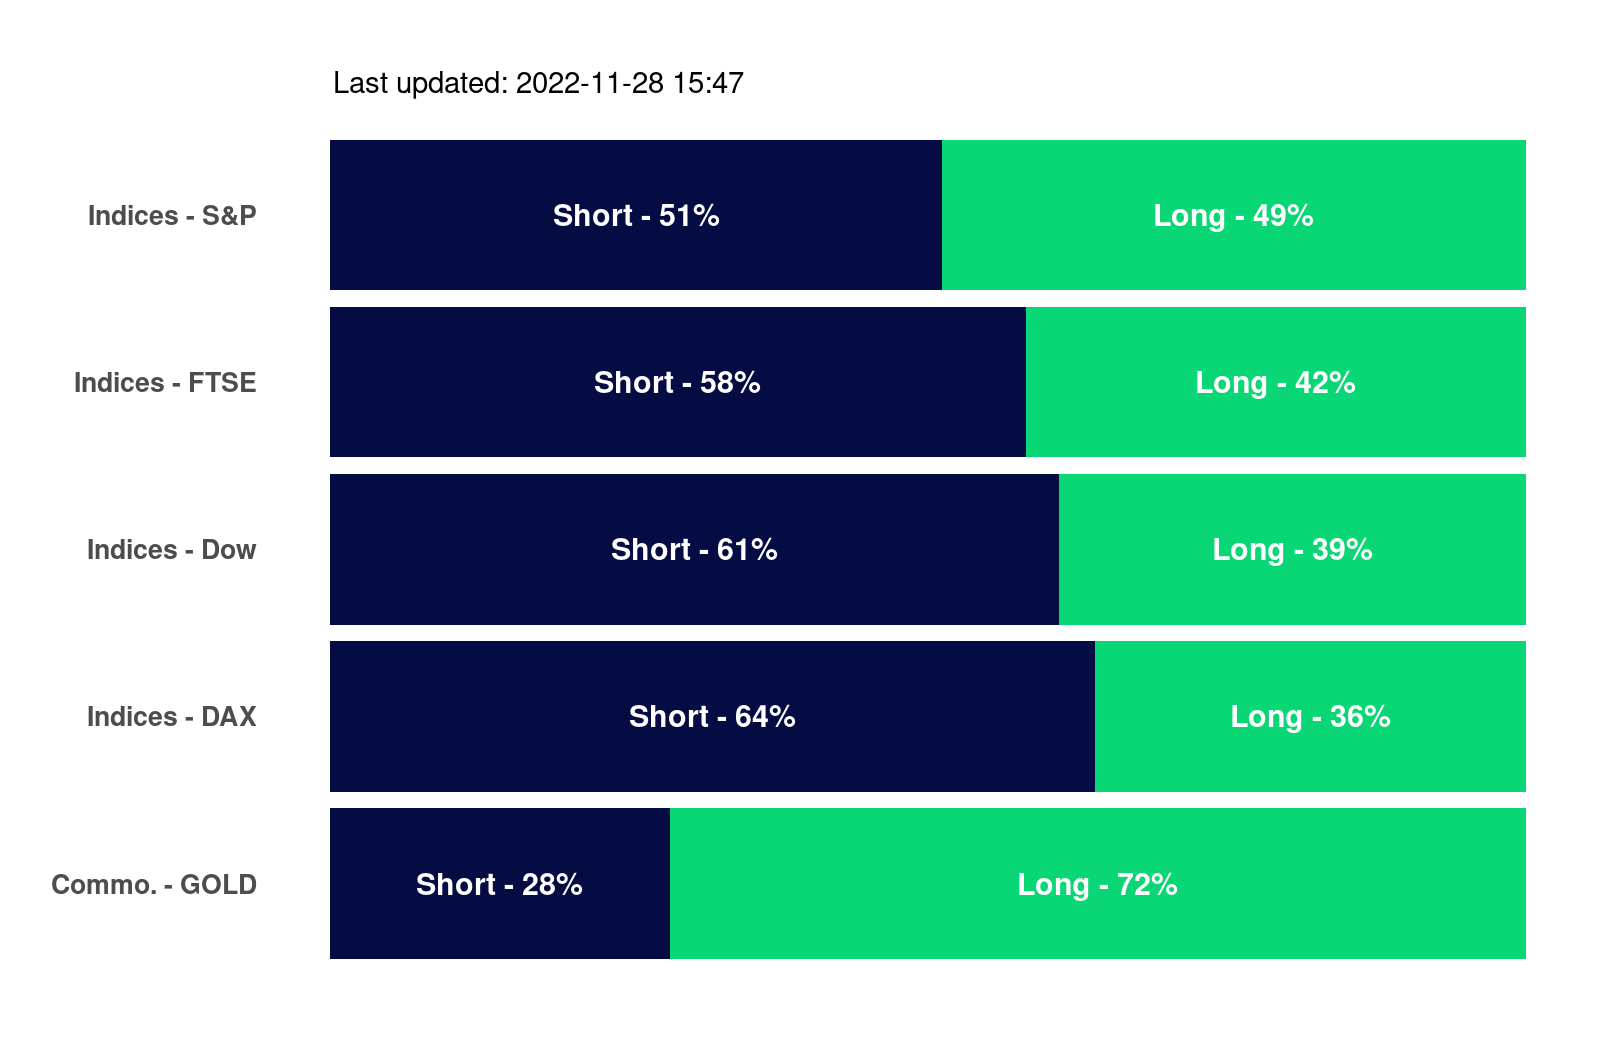 Last updated: 2022-11-28 15:47
Indices - S&P Short - 51% Long - 49%
Indices - FTSE Short - 58% Long - 42%
Indices - Dow Short - 61% Long - 39%
Indices - DAX Short - 64% Long - 36%
Commo. - GOLD Short - 28% Long - 72%